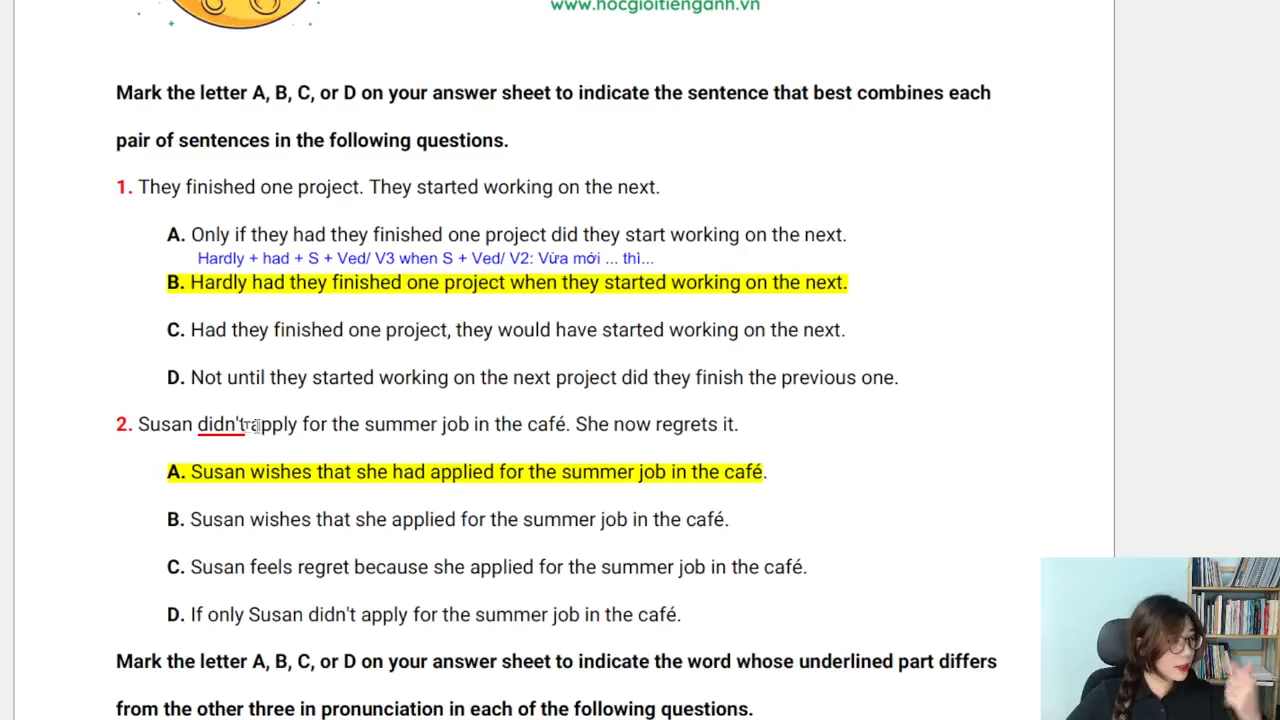 www.hocgioitienganh.vn
Mark the letter A, B, C, or D on your answer sheet to indicate the sentence that best combines each
pair of sentences in the following questions.
1. They finished one project. They started working on the next.
A. Only if they had they finished one project did they start working on the next.
Hardly + had + S + Ved/ V3 when S + Ved/ V2: Vừa mới ... thì...
B. Hardly had they finished one project when they started working on the next.
C. Had they finished one project, they would have started working on the next.
D. Not until they started working on the next project did they finish the previous one.
2. Susan didn't apply for the summer job in the café. She now regrets it.
A. Susan wishes that she had applied for the summer job in the café.
B. Susan wishes that she applied for the summer job in the café.
C. Susan feels regret because she applied for the summer job in the café.
D. If only Susan didn't apply for the summer job in the café.
Mark the letter A, B, C, or D on your answer sheet to indicate the word whose underlined part differs
from the other three in pronunciation in each of the following questions.